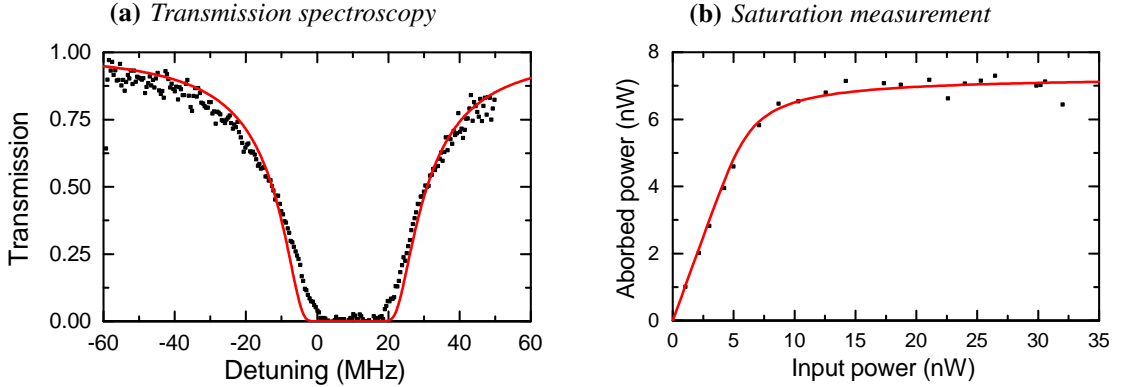 (a) Transmission spectroscopy
1.00
0.75
0.50
0.25
0.00
Transmission
-60 -40 -20 0 20 40 60
Detuning (MHz)
(b) Saturation measurement
8
6
4
2
0
Aborbed power (nW)
0 5 10 15 20 25 30 35
Input power (nW)